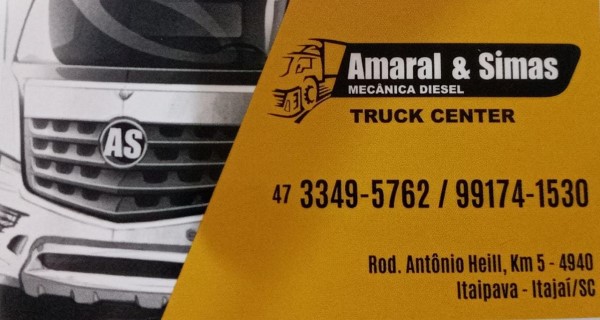 AS
Amaral & Simas
MECÂNICA DIESEL
TRUCK CENTER
47 3349-5762 / 99174-1530
Rod. Antônio Heill, Km 5 - 4940
Itaipava - Itajaí/SC